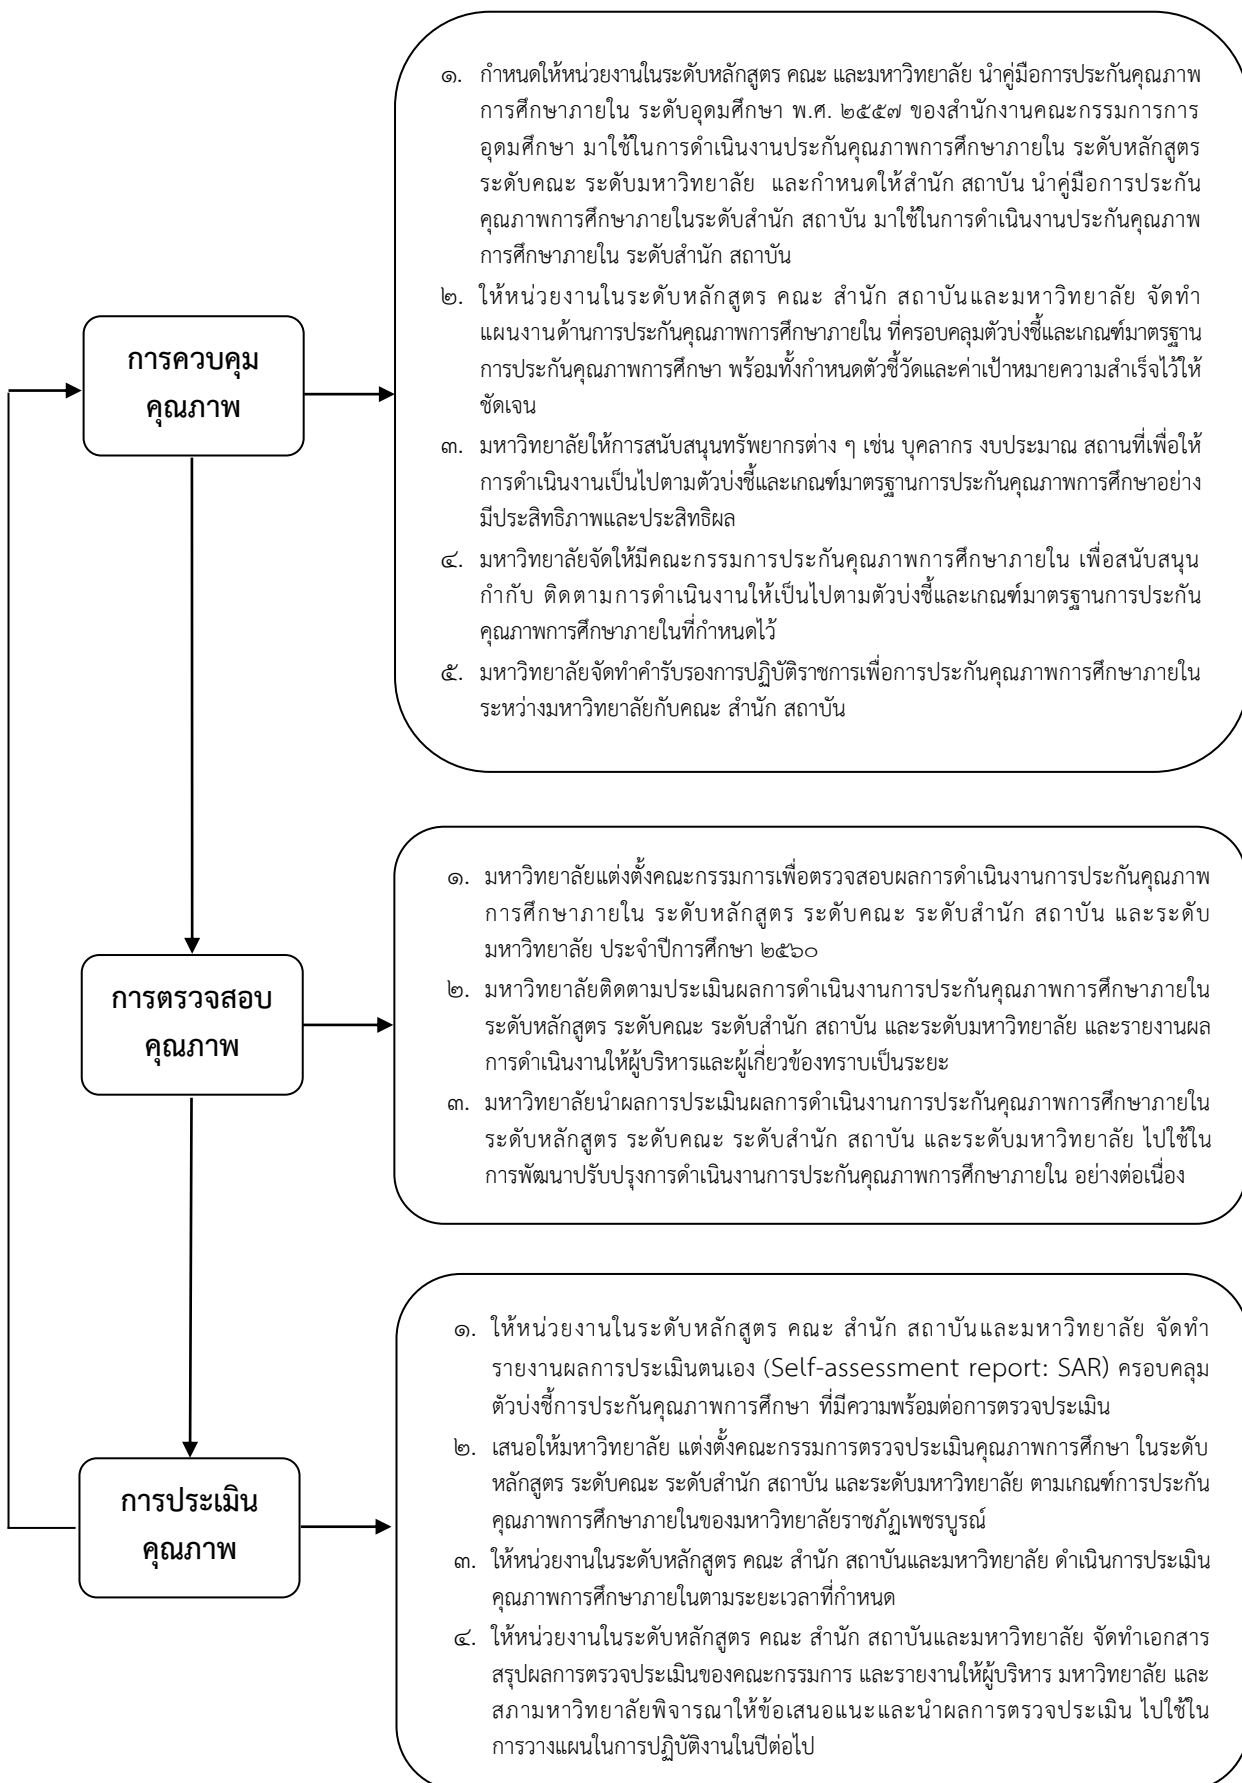 ๑. กำหนดให้หน่วยงานในระดับหลักสูตร คณะ และมหาวิทยาลัย นำคู่มือการประกันคุณภาพ
การศึกษาภายใน ระดับอุดมศึกษา พ.ศ. ๒๕๕๗ ของสำนักงานคณะกรรมการการ
อุดมศึกษา มาใช้ในการดำเนินงานประกันคุณภาพการศึกษาภายใน ระดับหลักสูตร
ระดับคณะ ระดับมหาวิทยาลัย และกำหนดให้สำนัก สถาบัน นำคู่มือการประกัน
คุณภาพการศึกษาภายในระดับสำนัก สถาบัน มาใช้ในการดำเนินงานประกันคุณภาพ
การศึกษาภายใน ระดับสำนัก สถาบัน
๒. ให้หน่วยงานในระดับหลักสูตร คณะ สำนัก สถาบันและมหาวิทยาลัย จัดทำ
แผนงานด้านการประกันคุณภาพการศึกษาภายใน ที่ครอบคลุมตัวบ่งชี้และเกณฑ์มาตรฐาน
การประกันคุณภาพการศึกษา พร้อมทั้งกำหนดตัวชี้วัดและค่าเป้าหมายความสำเร็จไว้ให้
ชัดเจน
๓. มหาวิทยาลัยให้การสนับสนุนทรัพยากรต่าง ๆ เช่น บุคลากร งบประมาณ สถานที่เพื่อให้
การดำเนินงานเป็นไปตามตัวบ่งชี้และเกณฑ์มาตรฐานการประกันคุณภาพการศึกษาอย่าง
มีประสิทธิภาพและประสิทธิผล
๔. มหาวิทยาลัยจัดให้มีคณะกรรมการประกันคุณภาพการศึกษาภายใน เพื่อสนับสนุน
กำกับ ติดตามการดำเนินงานให้เป็นไปตามตัวบ่งชี้และเกณฑ์มาตรฐานการประกัน
คุณภาพการศึกษาภายในที่กำหนดไว้
๕. มหาวิทยาลัยจัดทำคำรับรองการปฏิบัติราชการเพื่อการประกันคุณภาพการศึกษาภายใน
ระหว่างมหาวิทยาลัยกับคณะ สำนัก สถาบัน
การควบคุม
คุณภาพ
๑. มหาวิทยาลัยแต่งตั้งคณะกรรมการเพื่อตรวจสอบผลการดำเนินงานการประกันคุณภาพ
การศึกษาภายใน ระดับหลักสูตร ระดับคณะ ระดับสำนัก สถาบัน และระดับ
มหาวิทยาลัย ประจำปีการศึกษา ๒๕๖๐
๒. มหาวิทยาลัยติดตามประเมินผลการดำเนินงานการประกันคุณภาพการศึกษาภายใน
ระดับหลักสูตร ระดับคณะ ระดับสำนัก สถาบัน และระดับมหาวิทยาลัย และรายงานผล
การดำเนินงานให้ผู้บริหารและผู้เกี่ยวข้องทราบเป็นระยะ
๓. มหาวิทยาลัยนำผลการประเมินผลการดำเนินงานการประกันคุณภาพการศึกษาภายใน
ระดับหลักสูตร ระดับคณะ ระดับสำนัก สถาบัน และระดับมหาวิทยาลัย ไปใช้ใน
การพัฒนาปรับปรุงการดำเนินงานการประกันคุณภาพการศึกษาภายใน อย่างต่อเนื่อง
การตรวจสอบ
คุณภาพ
๑. ให้หน่วยงานในระดับหลักสูตร คณะ สำนัก สถาบันและมหาวิทยาลัย จัดทำ
รายงานผลการประเมินตนเอง (Self-assessment report: SAR) ครอบคลุม
ตัวบ่งชี้การประกันคุณภาพการศึกษา ที่มีความพร้อมต่อการตรวจประเมิน
๒. เสนอให้มหาวิทยาลัย แต่งตั้งคณะกรรมการตรวจประเมินคุณภาพการศึกษา ในระดับ
หลักสูตร ระดับคณะ ระดับสำนัก สถาบัน และระดับมหาวิทยาลัย ตามเกณฑ์การประกัน
คุณภาพการศึกษาภายในของมหาวิทยาลัยราชภัฏเพชรบูรณ์
๓. ให้หน่วยงานในระดับหลักสูตร คณะ สำนัก สถาบันและมหาวิทยาลัย ดำเนินการประเมิน
คุณภาพการศึกษาภายในตามระยะเวลาที่กำหนด
๔. ให้หน่วยงานในระดับหลักสูตร คณะ สำนัก สถาบันและมหาวิทยาลัย จัดทำเอกสาร
สรุปผลการตรวจประเมินของคณะกรรมการ และรายงานให้ผู้บริหาร มหาวิทยาลัย และ
สภามหาวิทยาลัยพิจารณาให้ข้อเสนอแนะและนำผลการตรวจประเมิน ไปใช้ใน
การวางแผนในการปฏิบัติงานในปีต่อไป
การประเมิน
คุณภาพ